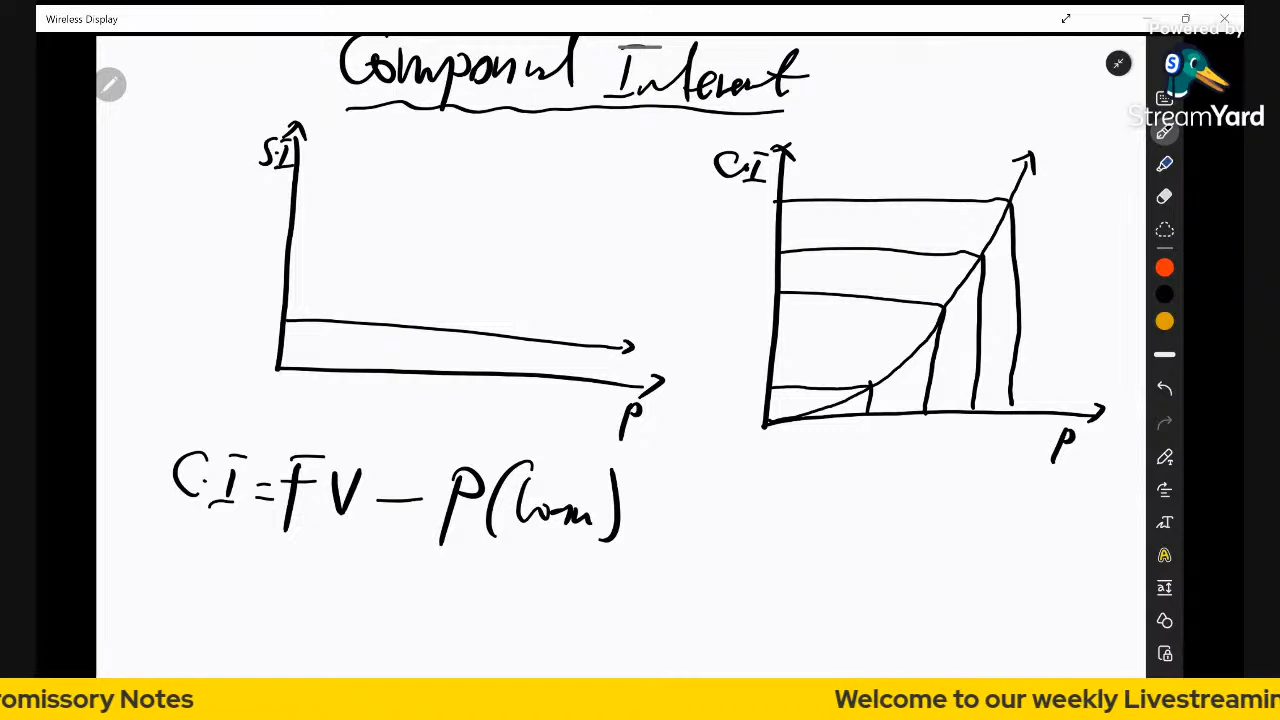 Wireless Display
Powered by
StreamYard
Compound Interest
S.I
C.I
P
P
C.I = FV - P(Loan)
romissory Notes
Welcome to our weekly Livestreamin